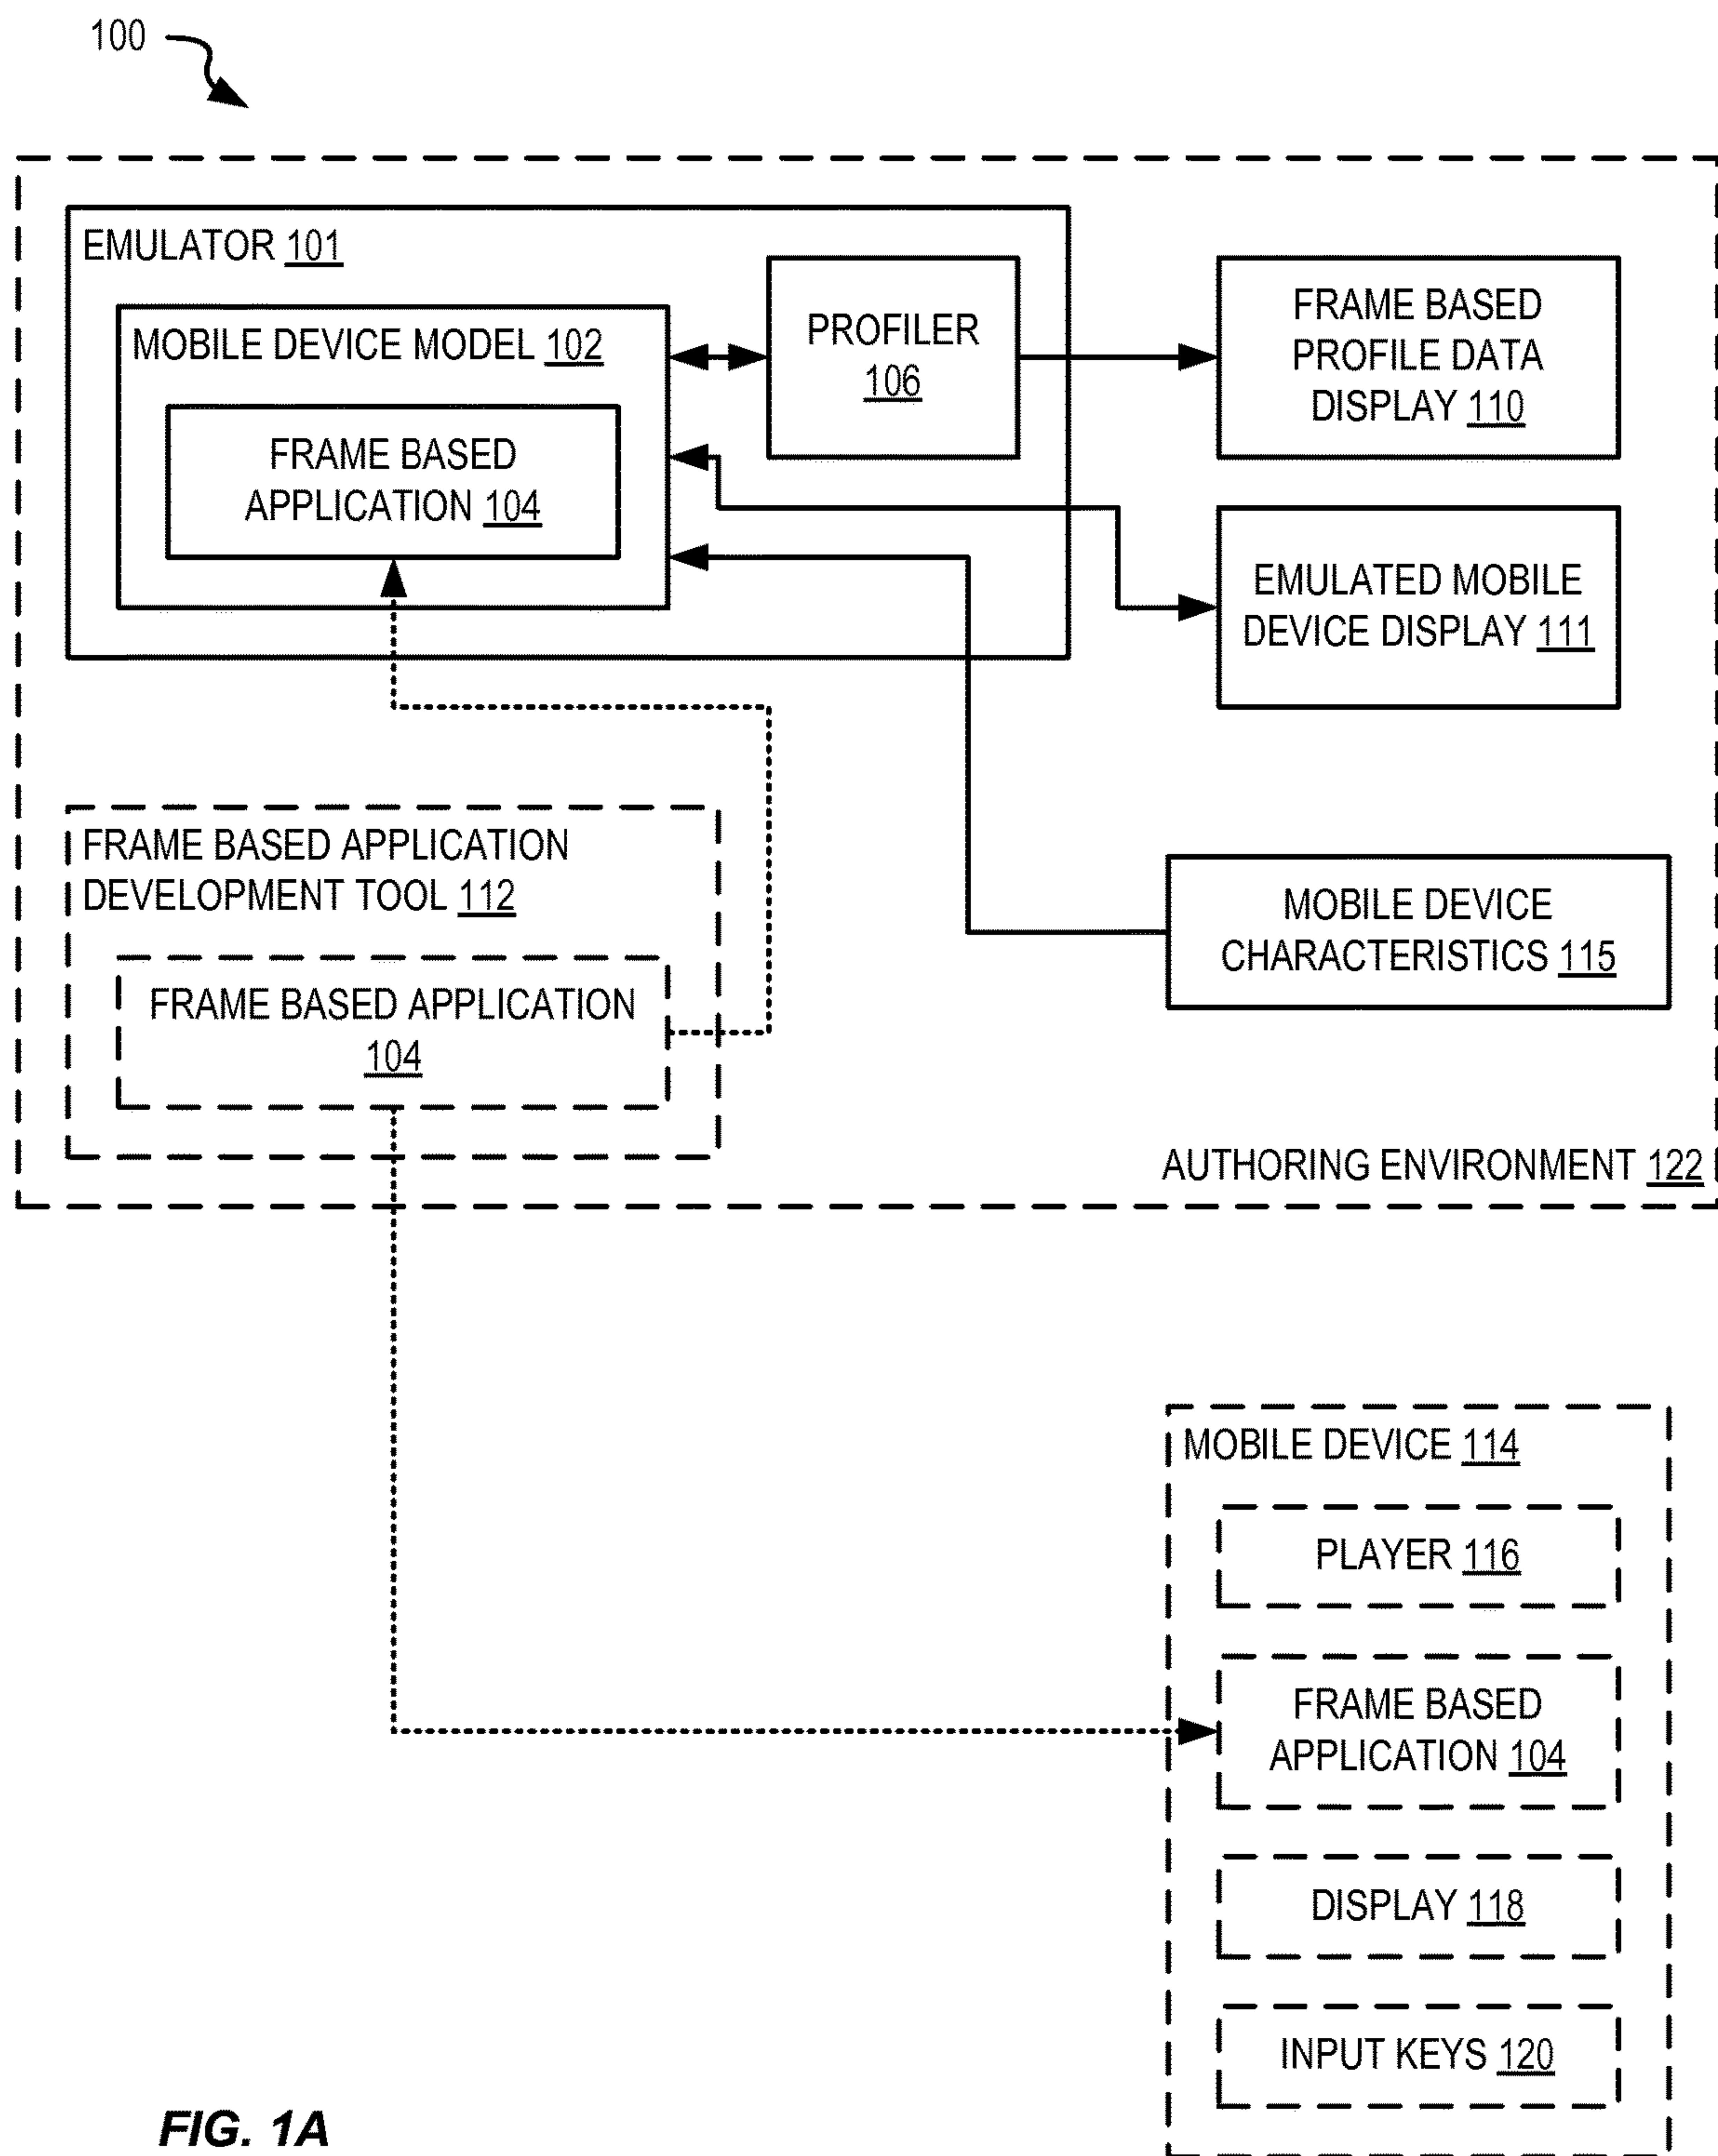 100
EMULATOR 101
MOBILE DEVICE MODEL 102
FRAME BASED
APPLICATION 104
PROFILER
106
FRAME BASED
PROFILE DATA
DISPLAY 110
EMULATED MOBILE
DEVICE DISPLAY 111
FRAME BASED APPLICATION
DEVELOPMENT TOOL 112
FRAME BASED APPLICATION
104
MOBILE DEVICE
CHARACTERISTICS 115
AUTHORING ENVIRONMENT 122
MOBILE DEVICE 114
PLAYER 116
FRAME BASED
APPLICATION 104
DISPLAY 118
INPUT KEYS 120
FIG. 1A